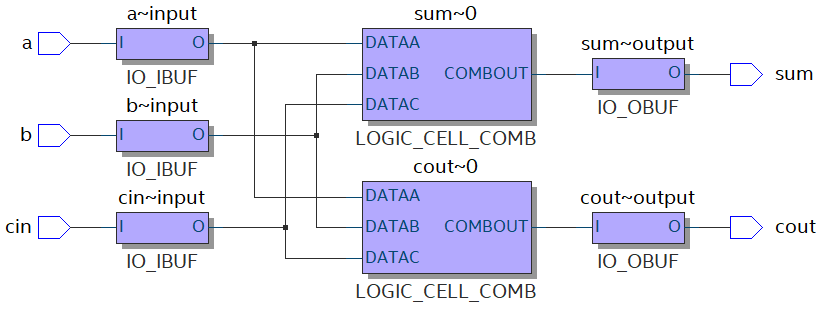 a~input
sum~0
a
I
O
DATAA
sum~output
IO_IBUF
DATAB
COMBOUT
I
O
sum
b~input
DATAC
IO_OBUF
b
I
O
LOGIC_CELL_COMB
IO_IBUF
cout~0
cin~input
DATAA
cout~output
cin
I
O
DATAB
COMBOUT
I
O
cout
IO_IBUF
DATAC
IO_OBUF
LOGIC_CELL_COMB